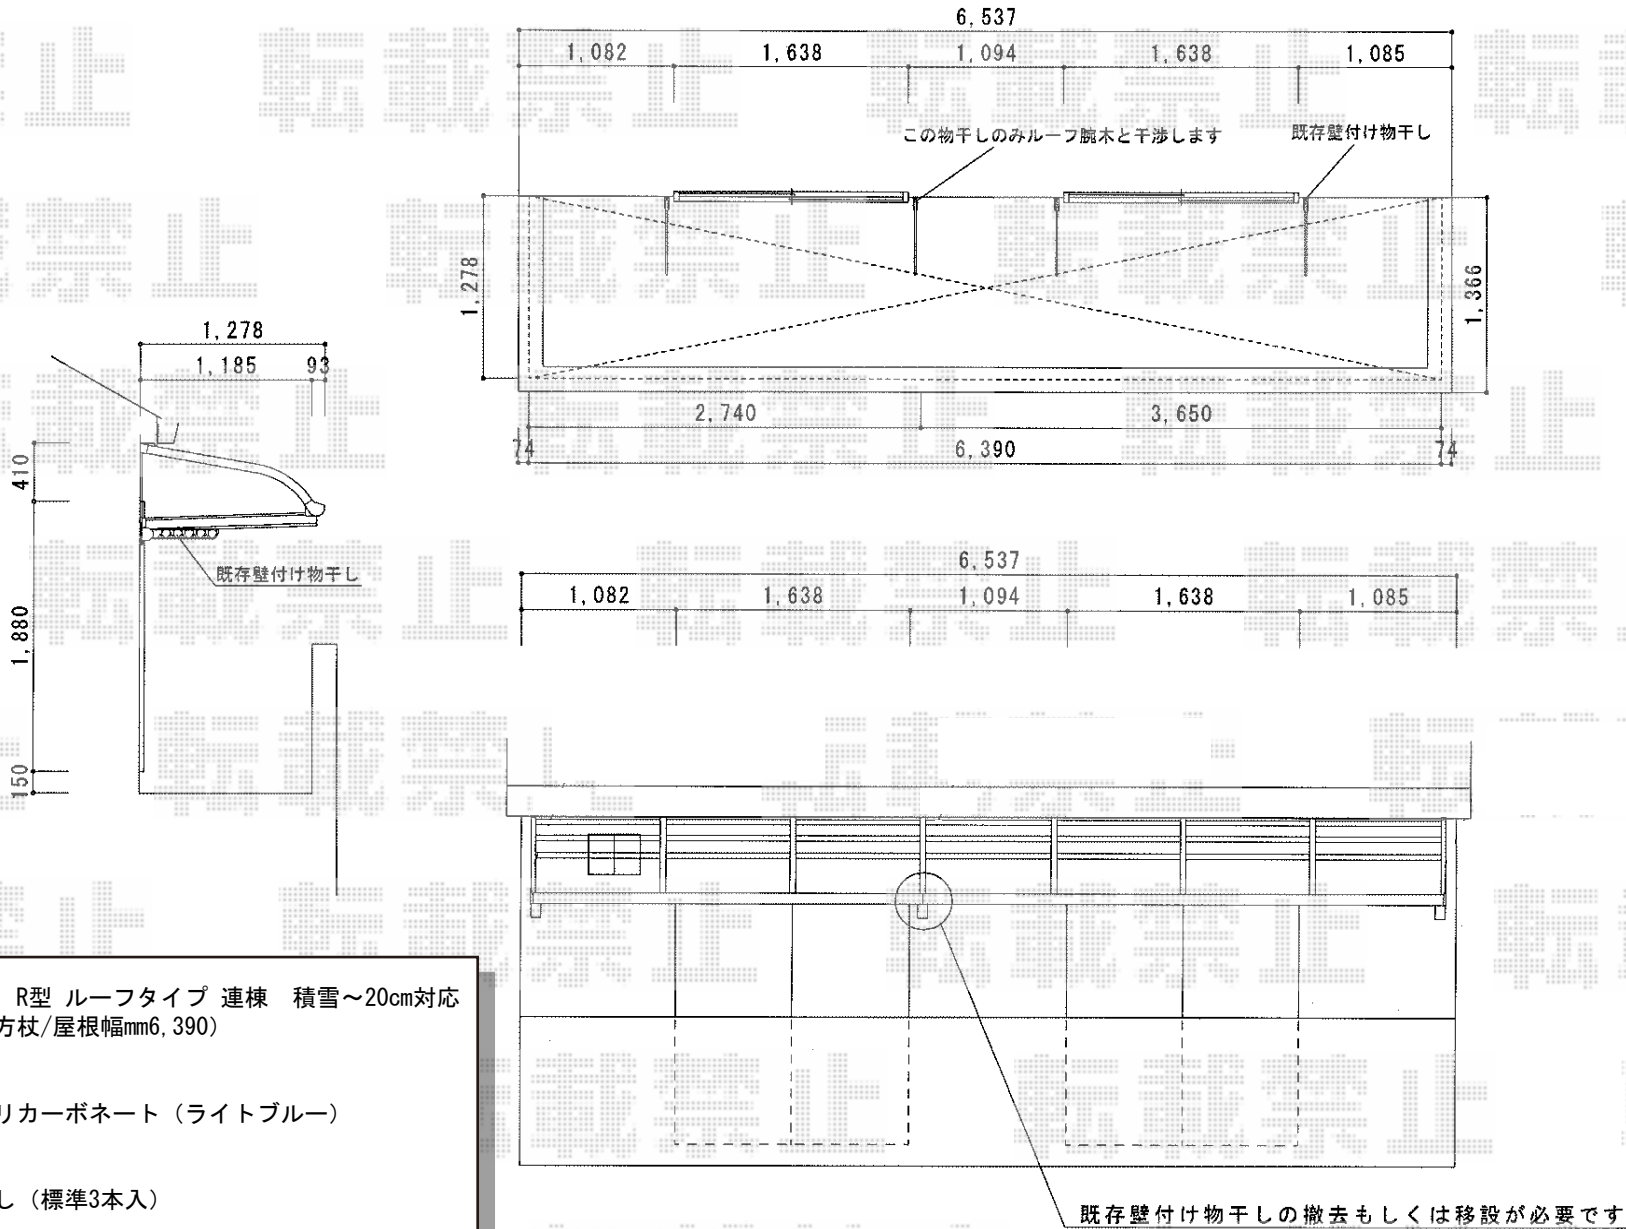 6,537
1,082 1,638 1,094 1,638 1,085
この物干しのみルーフ腕木と干渉します
既存壁付け物干し
1,278
1,366
2,740 3,650
74 6,390 74
1,278
1,185 93
410
1,880
150
既存壁付け物干し
6,537
1,082 1,638 1,094 1,638 1,085
既存壁付け物干しの撤去もしくは移設が必要です
R型 ルーフタイプ 連棟 積雪～20cm対応
方杖/屋根幅mm6,390）
リカーボネート（ライトブルー）
し（標準3本入）
転載禁止